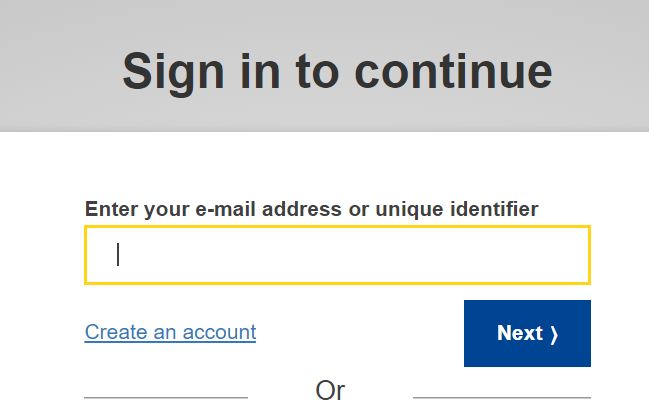 Sign in to continue
Enter your e-mail address or unique identifier
Create an account
Next ⟩
Or